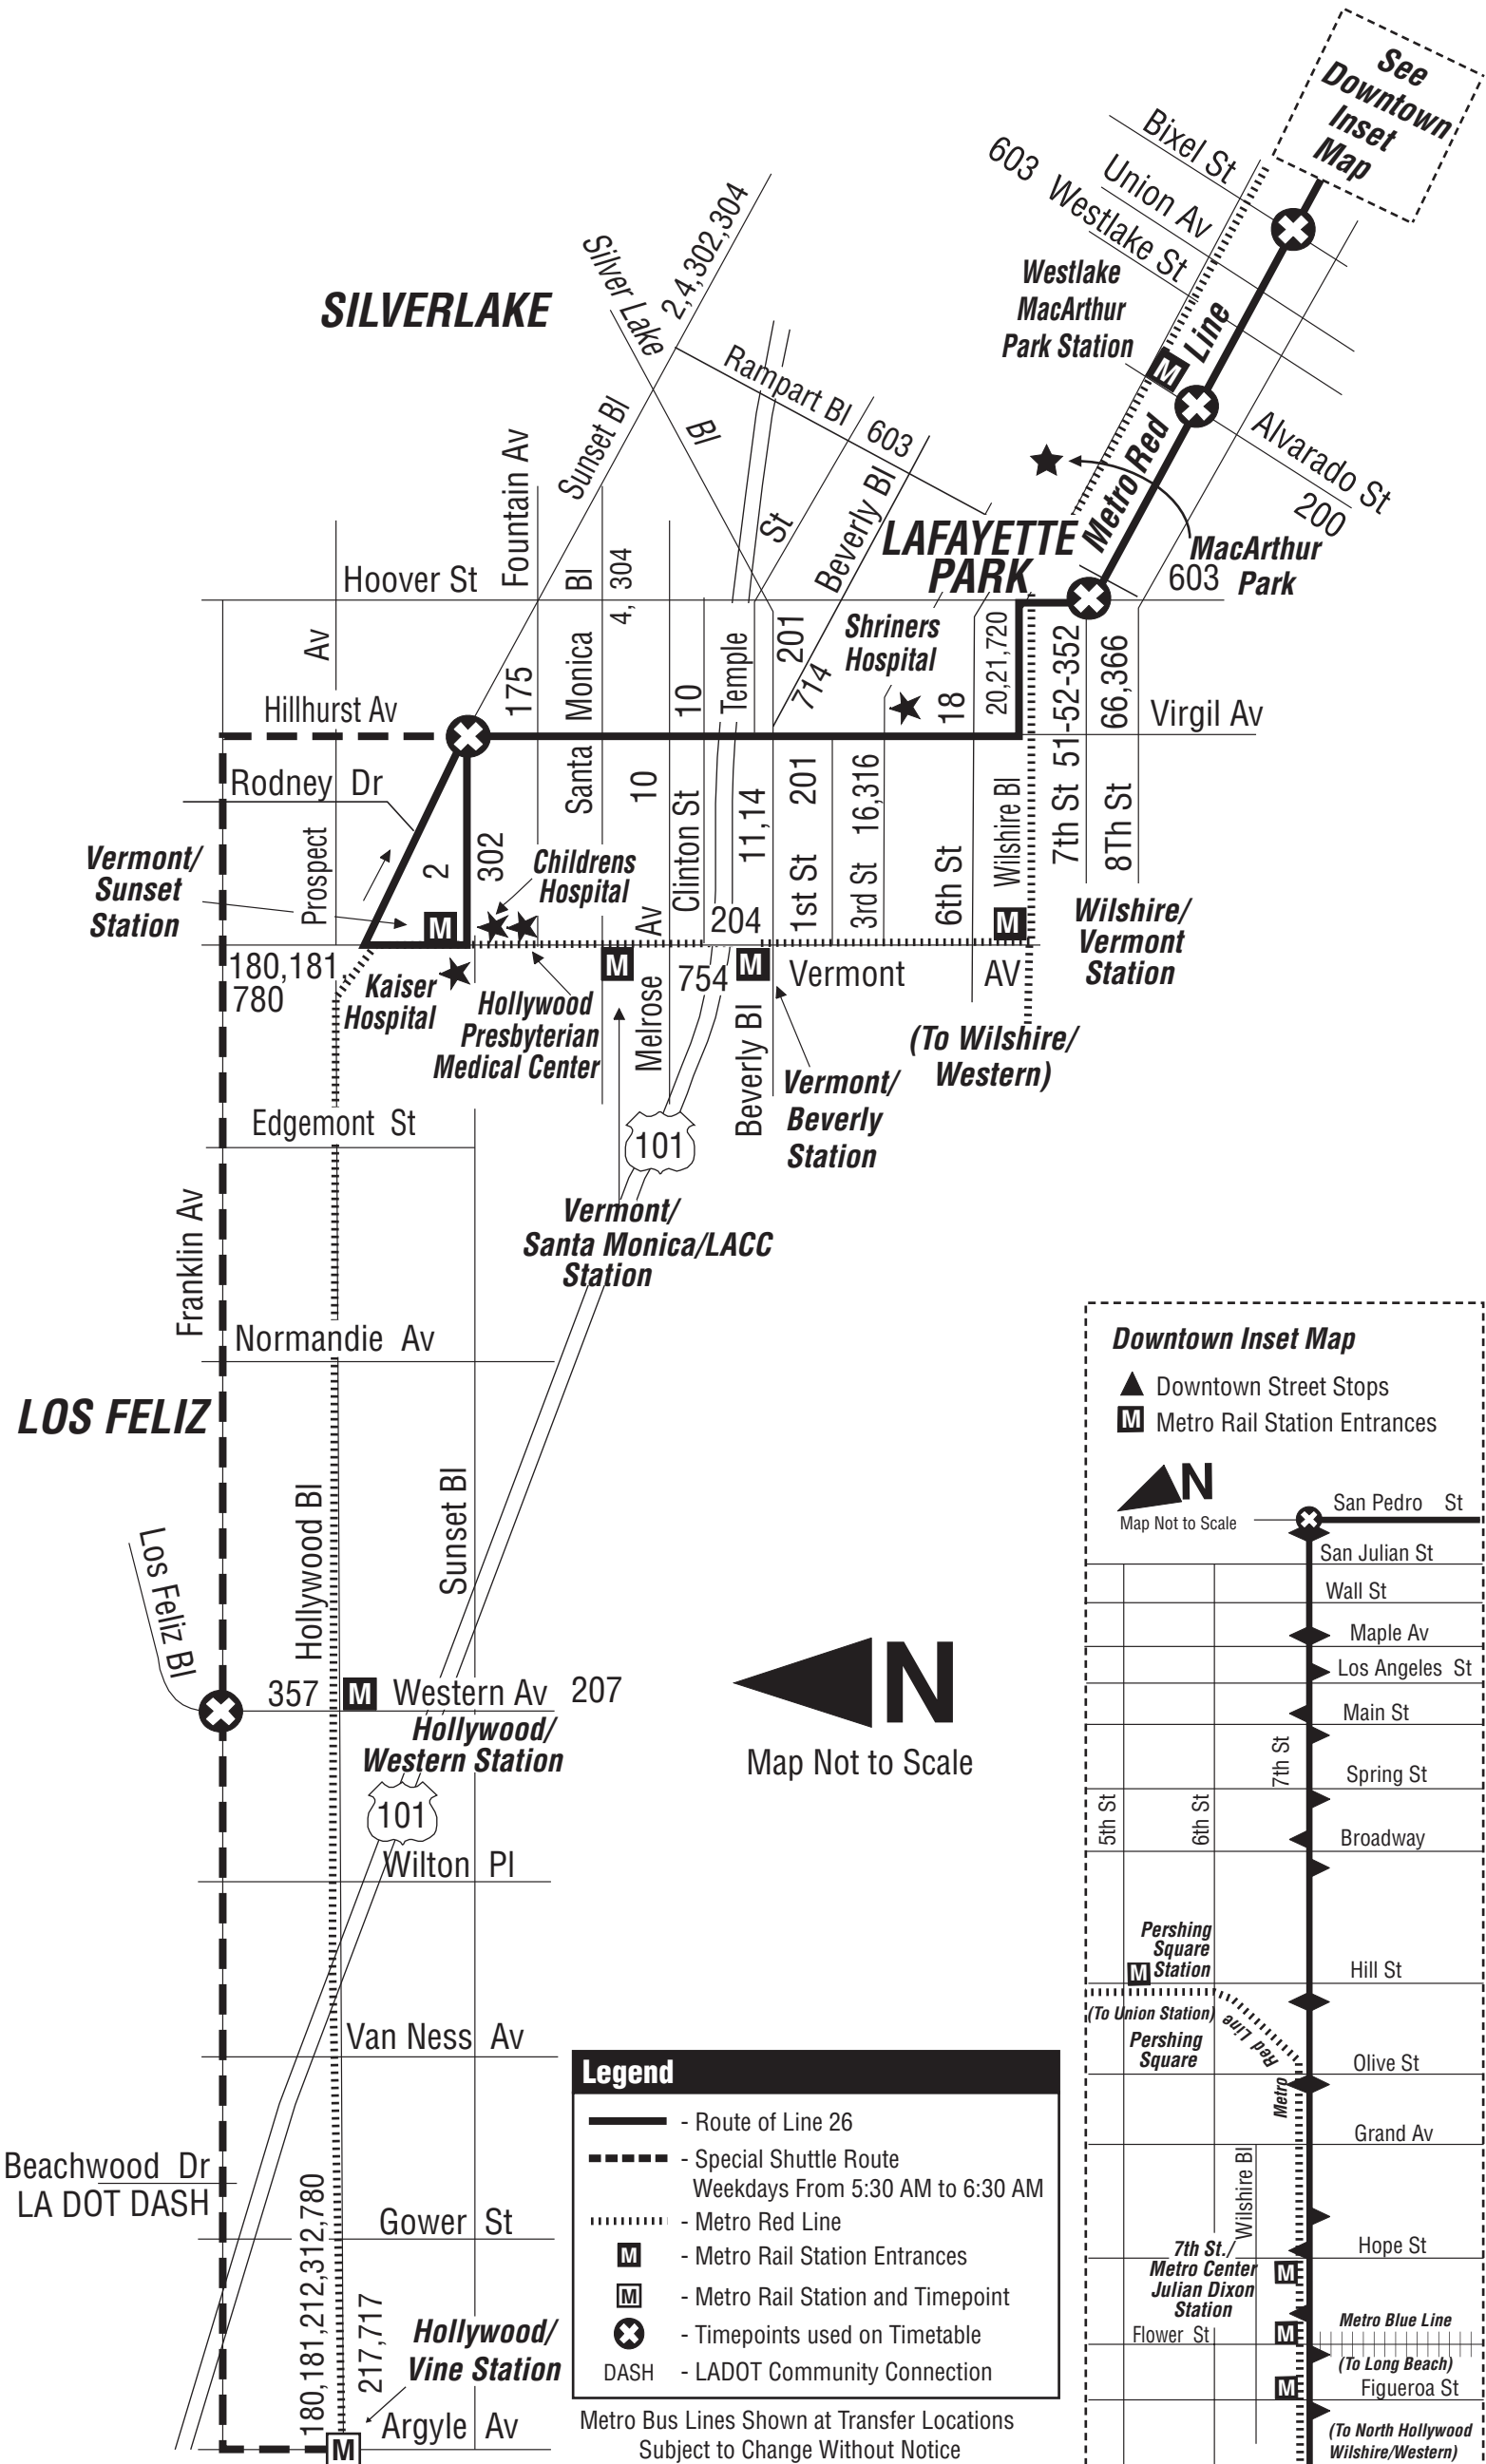 See
Downtown
Inset
Map
Bixel St
Union Av
603 Westlake St
Westlake
MacArthur
Park Station
M
Metro Red Line
Alvarado St
200
MacArthur
Park
603
SILVERLAKE
Silver Lake
Bl
2,4,302,304
Sunset Bl
Rampart Bl 603
Fountain Av
175
Hoover St
Av
Prospect
Bl
Monica
Santa
4, 304
10
10
Temple
St
201
714
Beverly Bl
LAFAYETTE
PARK
Shriners
Hospital
18
20,21,720
7th St 51-52-352
66,366
8Th St
Virgil Av
Hillhurst Av
Rodney Dr
Vermont/
Sunset
Station
2
302
Childrens
Hospital
M
Av
Melrose
Clinton St
204
11,14
201
1st St
3rd St 16,316
6th St
Wilshire Bl
M
Wilshire/
Vermont
Station
180,181,
780
Kaiser
Hospital
Hollywood
Presbyterian
Medical Center
M
754
M
Vermont
AV
Beverly Bl
(To Wilshire/
Western)
Vermont/
Beverly
Station
Edgemont St
101
Vermont/
Santa Monica/LACC
Station
Franklin Av
Normandie Av
LOS FELIZ
Hollywood Bl
Sunset Bl
Los Feliz Bl
357
M
Western Av 207
Hollywood/
Western Station
101
Wilton Pl
N
Map Not to Scale
Van Ness Av
Beachwood Dr
LA DOT DASH
Gower St
180,181,212,312,780
217,717
Hollywood/
Vine Station
Argyle Av
M
Legend
- Route of Line 26
- Special Shuttle Route
Weekdays From 5:30 AM to 6:30 AM
- Metro Red Line
M - Metro Rail Station Entrances
M - Metro Rail Station and Timepoint
- Timepoints used on Timetable
DASH - LADOT Community Connection
Metro Bus Lines Shown at Transfer Locations
Subject to Change Without Notice
Downtown Inset Map
Downtown Street Stops
M Metro Rail Station Entrances
N
Map Not to Scale
San Pedro St
San Julian St
Wall St
Maple Av
Los Angeles St
Main St
7th St
Spring St
5th St
6th St
Broadway
Pershing
Square
Station
M
Hill St
(To Union Station)
Pershing
Square
Red Line
Metro
Olive St
Grand Av
Wilshire Bl
Hope St
7th St./
Metro Center
Julian Dixon
Station
M
Flower St
M
Metro Blue Line
(To Long Beach)
M
Figueroa St
(To North Hollywood
Wilshire/Western)